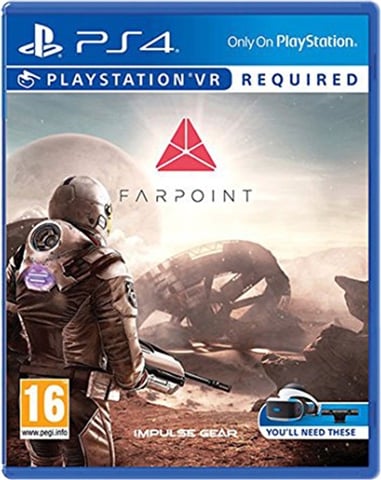 PS4
Only On PlayStation®
PLAYSTATION®VR REQUIRED
FARPOINT
16
www.pegi.info
IMPULSE GEAR
YOU'LL NEED THESE